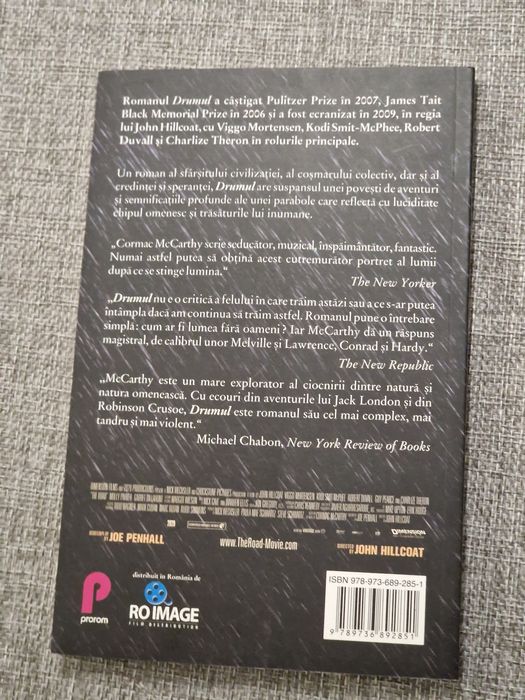 Romanul Drumul a câștigat Pulitzer Prize în 2007, James Tait
Black Memorial Prize în 2006 și a fost ecranizat în 2009, în regia
lui John Hillcoat, cu Viggo Mortensen, Kodi Smit-McPhee, Robert
Duvall și Charlize Theron în rolurile principale.
Un roman al sfârșitului civilizației, al coșmarului colectiv, dar și al
credinței și speranței, Drumul are suspansul unei povești de aventuri
și semnificațiile profunde ale unei parabole care reflectă cu luciditate
chipul omenesc și trăsăturile lui inumane.
„Cormac McCarthy scrie seducător, muzical, înspăimântător, fantastic.
Numai astfel putea să obțină acest cutremurător portret al lumii
după ce se stinge lumina.“
The New Yorker
„Drumul nu e o critică a felului în care trăim astăzi sau a ce s-ar putea
întâmpla dacă am continua să trăim astfel. Romanul pune o întrebare
simplă: cum ar fi lumea fără oameni? Iar McCarthy dă un răspuns
magistral, de calibrul unor Melville și Lawrence, Conrad și Hardy.“
The New Republic
„McCarthy este un mare explorator al ciocnirii dintre natură și
natura omenească. Cu ecouri din aventurile lui Jack London și din
Robinson Crusoe, Drumul este romanul său cel mai complex, mai
tandru și mai violent.“
Michael Chabon, New York Review of Books
2009
JOE PENHALL
www.TheRoad-Movie.com
DIMENSION
DIRECTED BY JOHN HILLCOAT
distribuit în România de
prorom
RO IMAGE
FILM DISTRIBUTION
ISBN 978-973-689-285-1
9 789736 892851